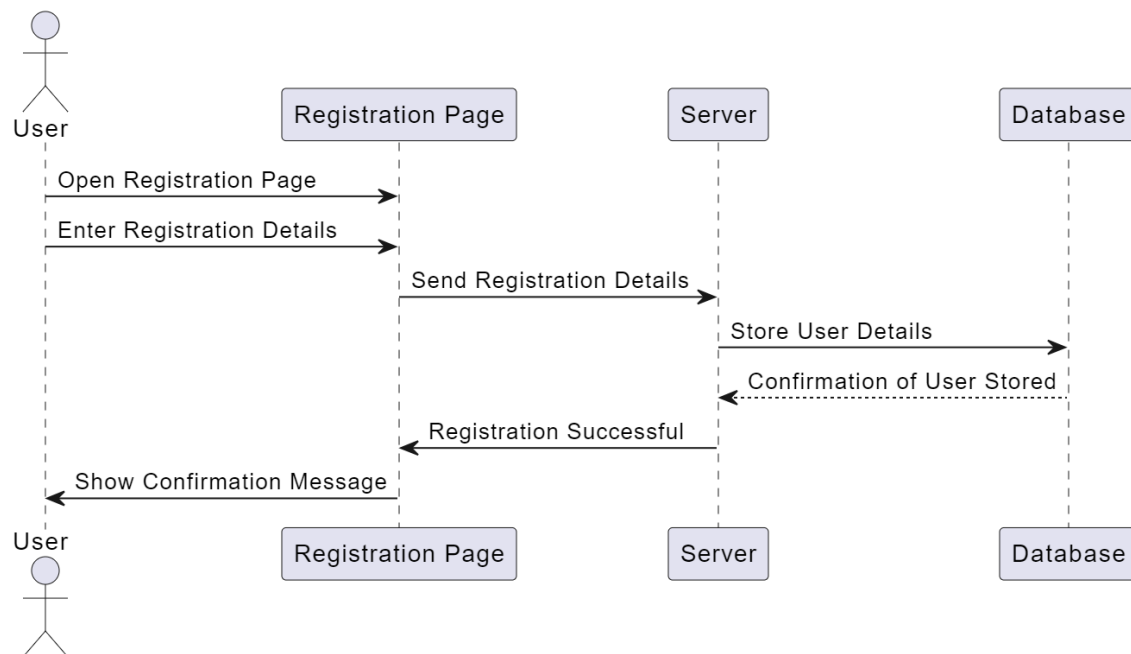 User
Registration Page
Server
Database
Open Registration Page
Enter Registration Details
Send Registration Details
Store User Details
Confirmation of User Stored
Registration Successful
Show Confirmation Message
User
Registration Page
Server
Database